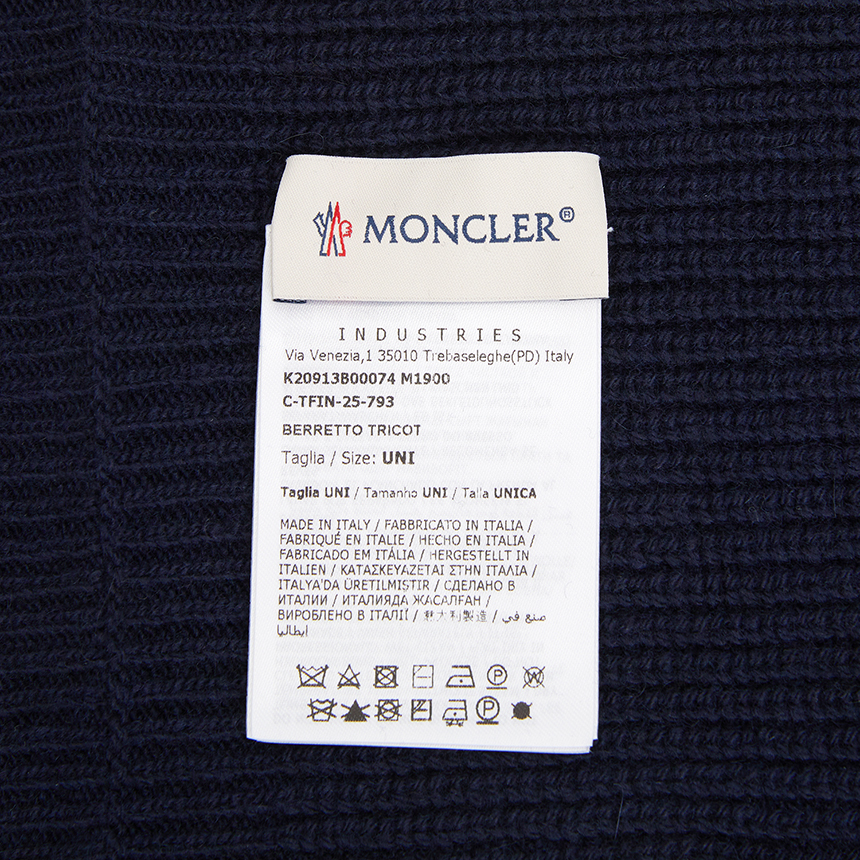 MONCLER®
INDUSTRIES
Via Venezia,1 35010 Trebaseleghe(PD) Italy
K20913B00074 M1900
C-TFIN-25-793
BERRETTO TRICOT
Taglia / Size: UNI
Taglia UNI / Tamanho UNI / Talla UNICA
MADE IN ITALY / FABBRICATO IN ITALIA /
FABRIQUÉ EN ITALIE / HECHO EN ITALIA /
FABRICADO EM ITÁLIA / HERGESTELLT IN
ITALIEN / ΚΑΤΑΣΚΕΥΑΖΕΤΑΙ ΣΤΗΝ ΙΤΑΛΙΑ /
ITALYA'DA ÜRETILMISTIR / СДЕЛАНО В
ИТАЛИИ / ИТАЛИЯДА ЖАСАЛҒАН /
ВИРОБЛЕНО В ІТАЛІЇ / 意大利製造 / صنع في
ايطاليا
P W
P